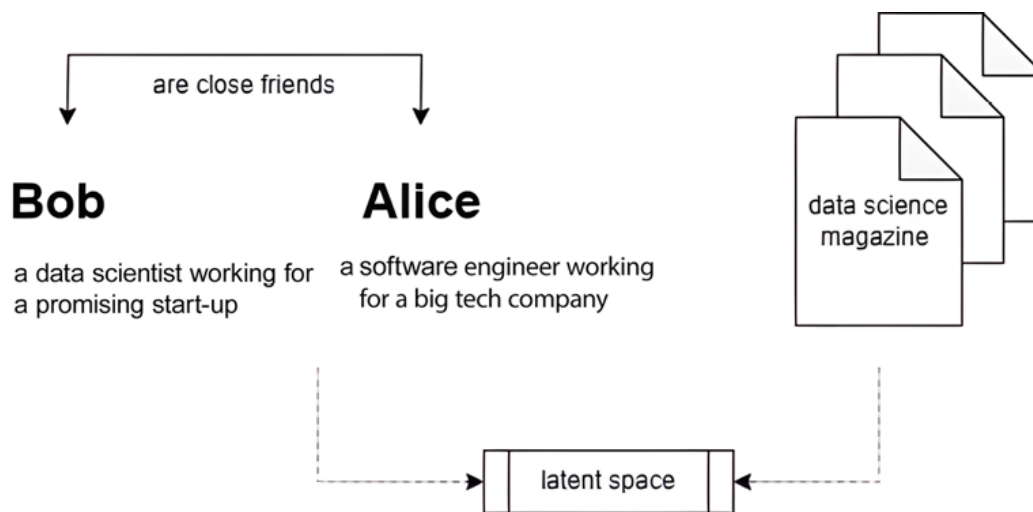 are close friends
Bob
a data scientist working for
a promising start-up
Alice
a software engineer working
for a big tech company
data science
magazine
latent space